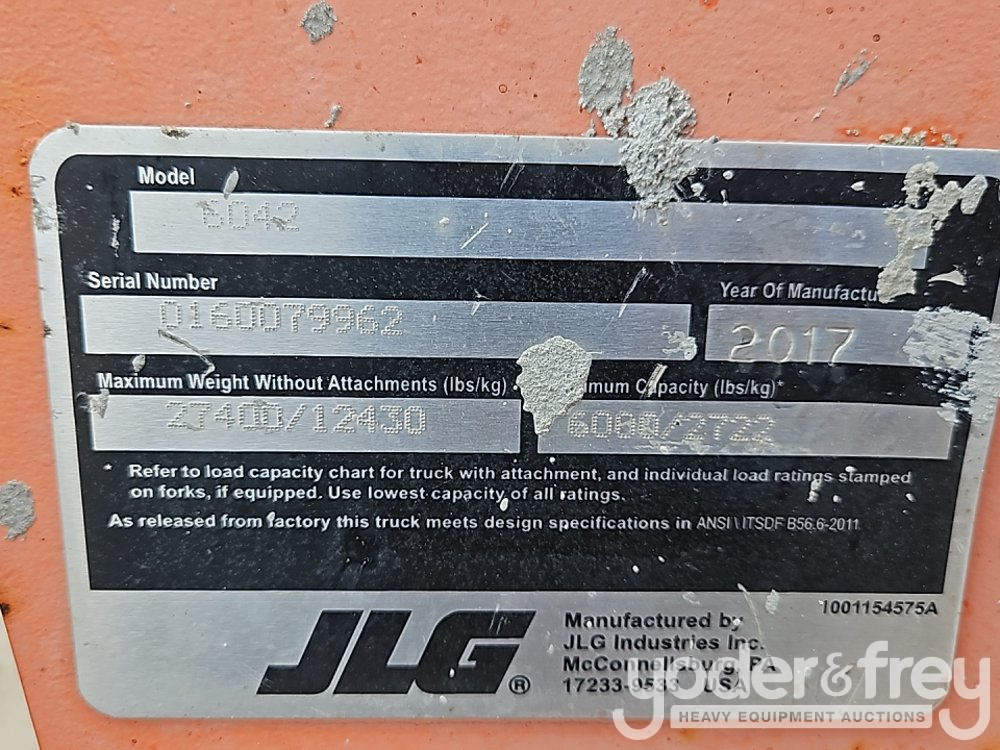 Model
6042
Serial Number
0160079962
Year Of Manufactu
2017
Maximum Weight Without Attachments (lbs/kg)
27400/12430
Capacity (lbs/kg)*
6000/2722
* Refer to load capacity chart for truck with attachment, and individual load ratings stamped
on forks, if equipped. Use lowest capacity of all ratings.
As released from factory this truck meets design specifications in ANSI \ ITSDF B56.6-2011
1001154575A
JLG ®
Manufactured by
JLG Industries Inc.
McConnellsburg, PA
17233-9533 USA
yoder&frey
HEAVY EQUIPMENT AUCTIONS